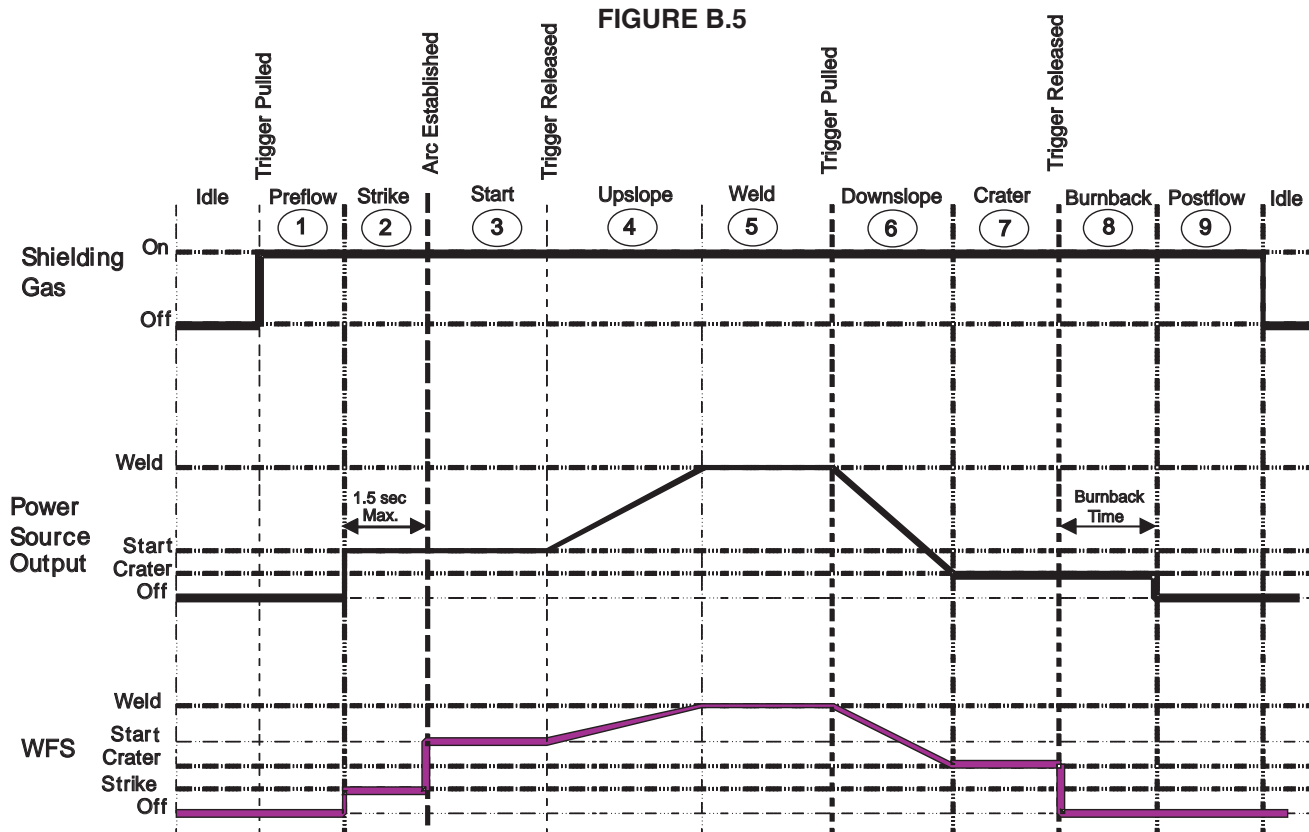 FIGURE B.5
Trigger Pulled
Arc Established
Trigger Released
Trigger Pulled
Trigger Released
Idle Preflow Strike Start Upslope Weld Downslope Crater Burnback Postflow Idle
1 2 3 4 5 6 7 8 9
Shielding
Gas
On
Off
Power
Source
Output
Weld
1.5 sec
Max.
Burnback
Time
Start
Crater
Off
WFS
Weld
Start
Crater
Strike
Off